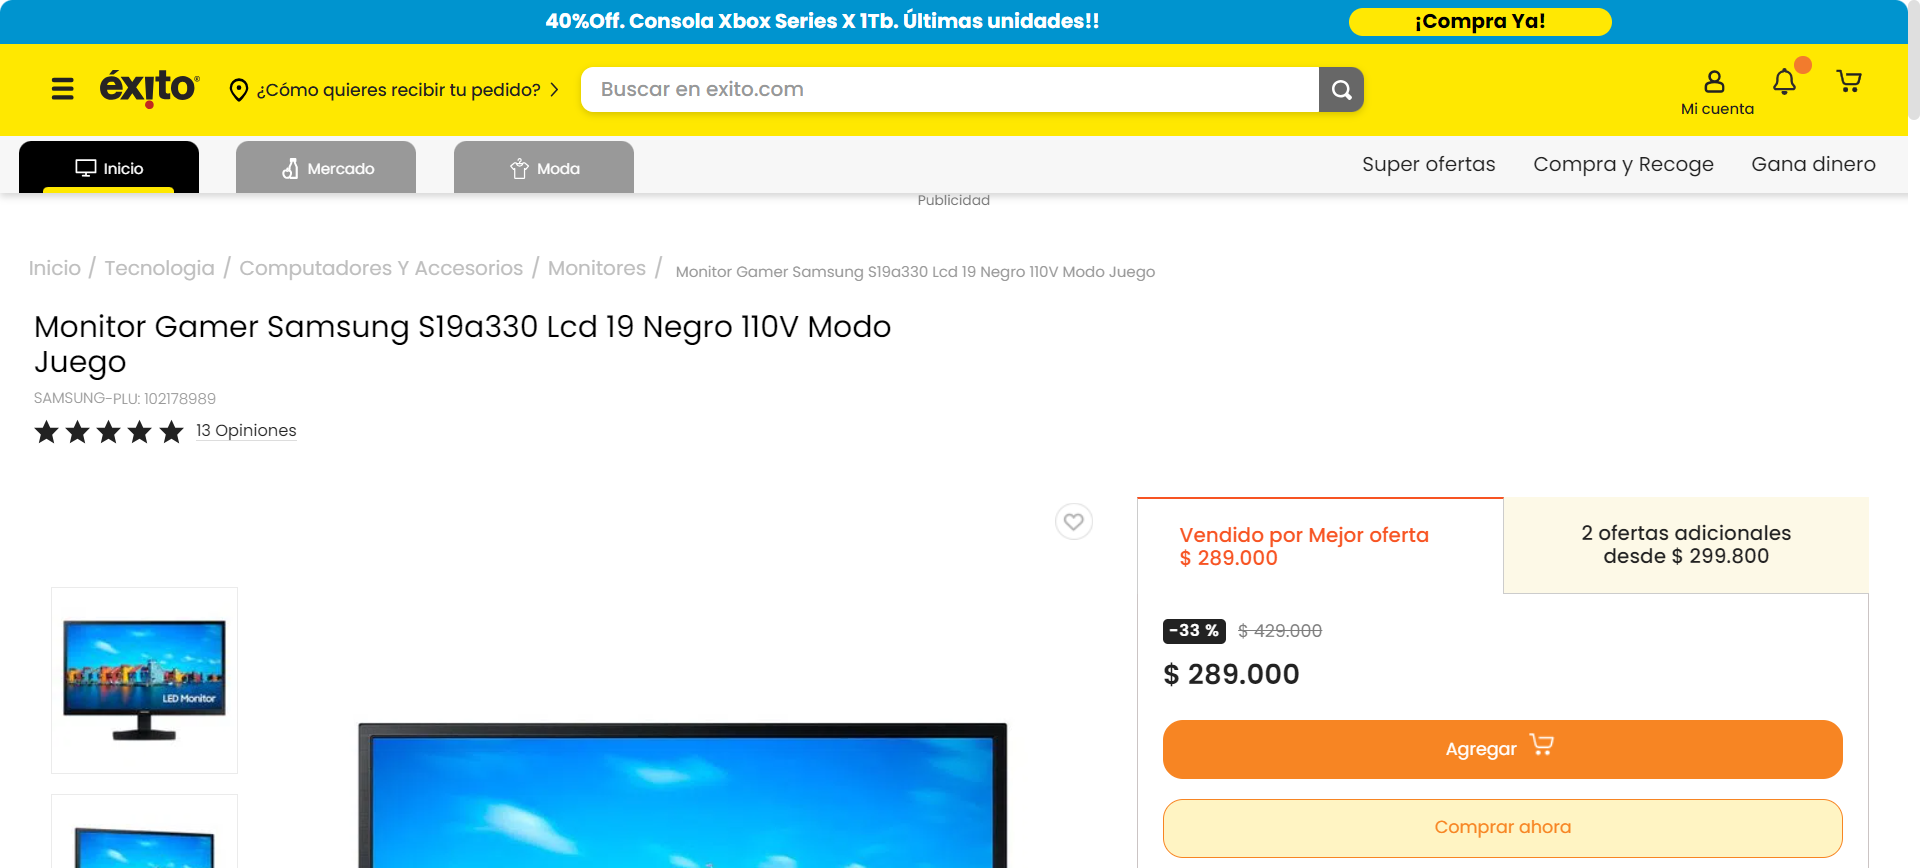 40%Off. Consola Xbox Series X 1Tb. Últimas unidades!!
¡Compra Ya!
éxito
¿Cómo quieres recibir tu pedido?
Buscar en exito.com
Mi cuenta
Inicio
Mercado
Moda
Super ofertas
Compra y Recoge
Gana dinero
Publicidad
Inicio / Tecnologia / Computadores Y Accesorios / Monitores / Monitor Gamer Samsung S19a330 Lcd 19 Negro 110V Modo Juego
Monitor Gamer Samsung S19a330 Lcd 19 Negro 110V Modo
Juego
SAMSUNG-PLU: 102178989
13 Opiniones
Vendido por Mejor oferta
$ 289.000
2 ofertas adicionales
desde $ 299.800
-33 %
$ 429.000
$ 289.000
Agregar
Comprar ahora
LED Monitor